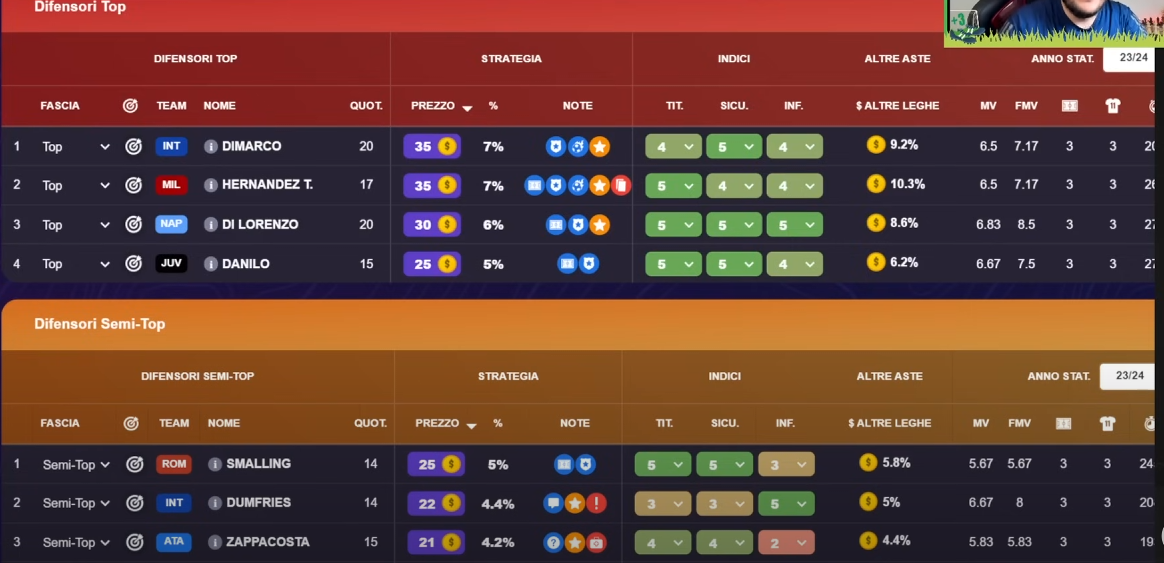 Difensori Top
+3
DIFENSORI TOP STRATEGIA INDICI ALTRE ASTE ANNO STAT. 23/24
FASCIA TEAM NOME QUOT. PREZZO % NOTE TIT. SICU. INF. $ ALTRE LEGHE MV FMV
1 Top INT DIMARCO 20 35 7% 4 5 4 9.2% 6.5 7.17 3 3
2 Top MIL HERNANDEZ T. 17 35 7% 5 4 4 10.3% 6.5 7.17 3 3
3 Top NAP DI LORENZO 20 30 6% 5 5 5 8.6% 6.83 8.5 3 3
4 Top JUV DANILO 15 25 5% 5 5 4 6.2% 6.67 7.5 3 3
Difensori Semi-Top
DIFENSORI SEMI-TOP STRATEGIA INDICI ALTRE ASTE ANNO STAT. 23/24
FASCIA TEAM NOME QUOT. PREZZO % NOTE TIT. SICU. INF. $ ALTRE LEGHE MV FMV
1 Semi-Top ROM SMALLING 14 25 5% 5 5 3 5.8% 5.67 5.67 3 3
2 Semi-Top INT DUMFRIES 14 22 4.4% 3 3 5 5% 6.67 8 3 3
3 Semi-Top ATA ZAPPACOSTA 15 21 4.2% 4 4 2 4.4% 5.83 5.83 3 3